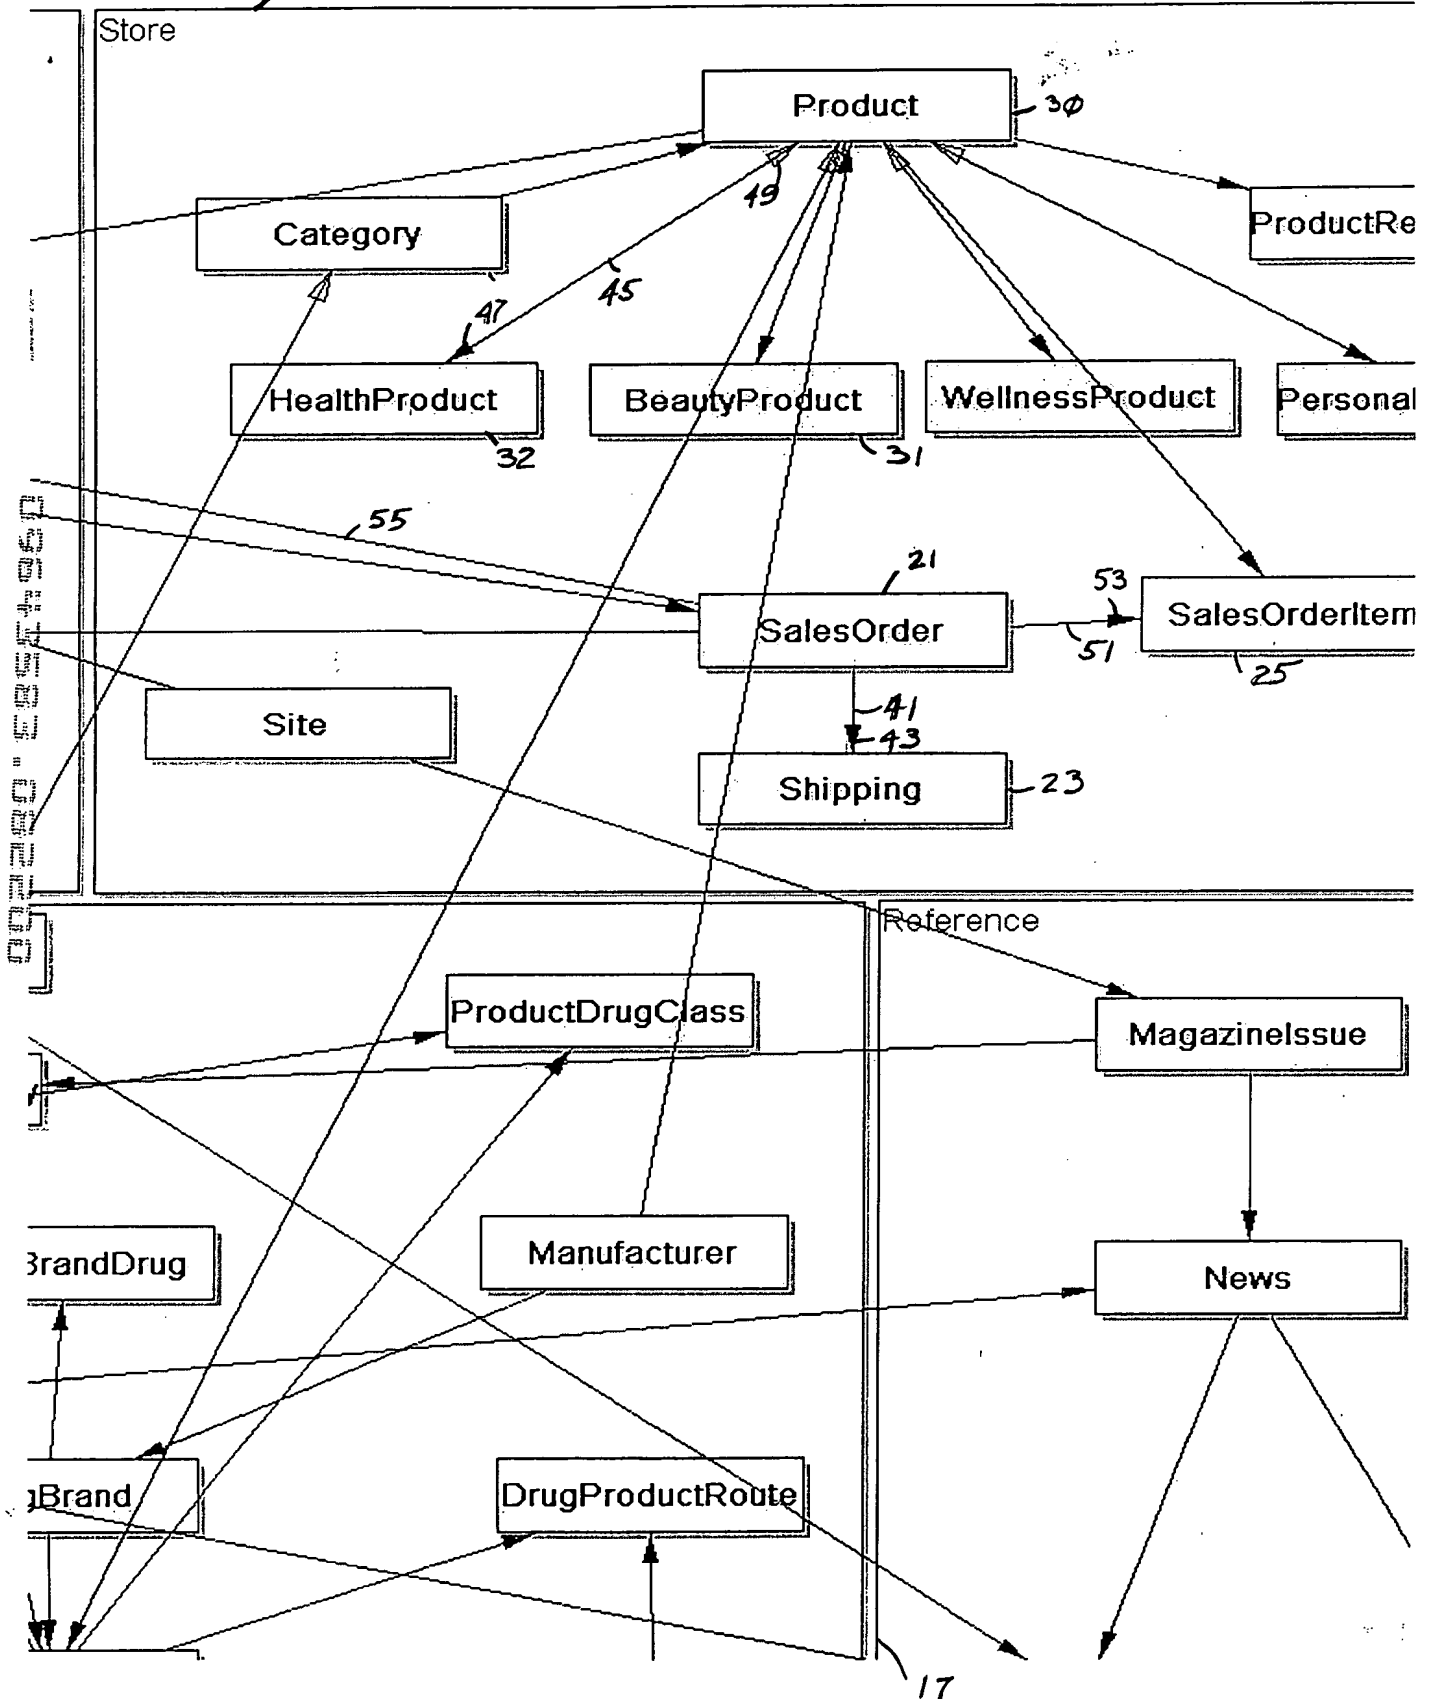 Store
Product
30
49
Category
ProductRe
45
47
HealthProduct
BeautyProduct
WellnessProduct
Personal
32
31
55
21
53
SalesOrder
SalesOrderItem
51
25
Site
41
43
Shipping
23
Reference
ProductDrugClass
MagazineIssue
BrandDrug
Manufacturer
News
gBrand
DrugProductRoute
17